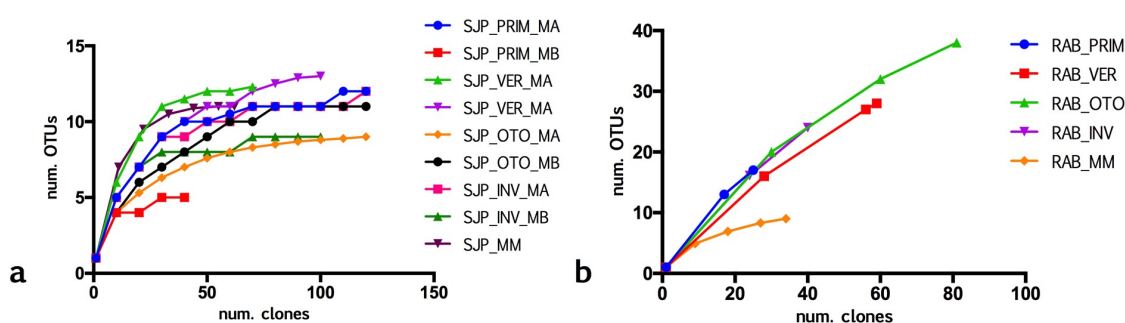 SJP_PRIM_MA
SJP_PRIM_MB
SJP_VER_MA
SJP_VER_MA
SJP_OTO_MA
SJP_OTO_MB
SJP_INV_MA
SJP_INV_MB
SJP_MM
15
10
5
0
num. OTUs
0 50 100 150
num. clones
a
RAB_PRIM
RAB_VER
RAB_OTO
RAB_INV
RAB_MM
40
30
20
10
0
num. OTUs
0 20 40 60 80 100
num. clones
b